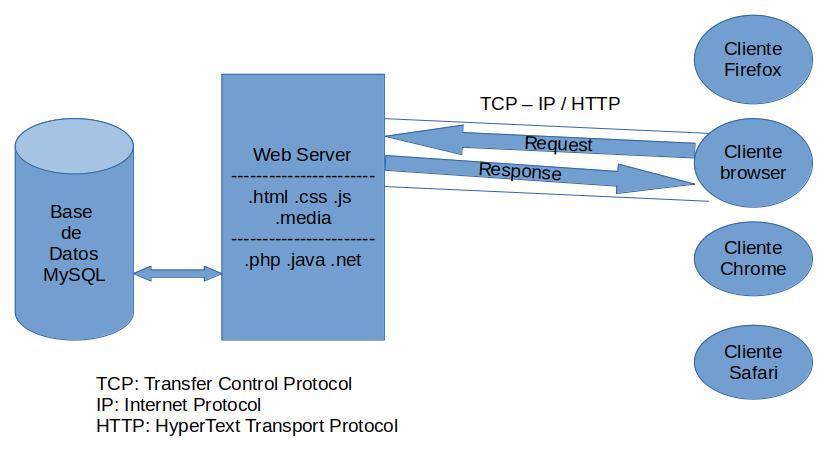 Cliente
Firefox
TCP – IP / HTTP
Request
Response
Cliente
browser
Web Server
-----------------------
.html .css .js
.media
-----------------------
.php .java .net
Base
de
Datos
MySQL
Cliente
Chrome
Cliente
Safari
TCP: Transfer Control Protocol
IP: Internet Protocol
HTTP: HyperText Transport Protocol